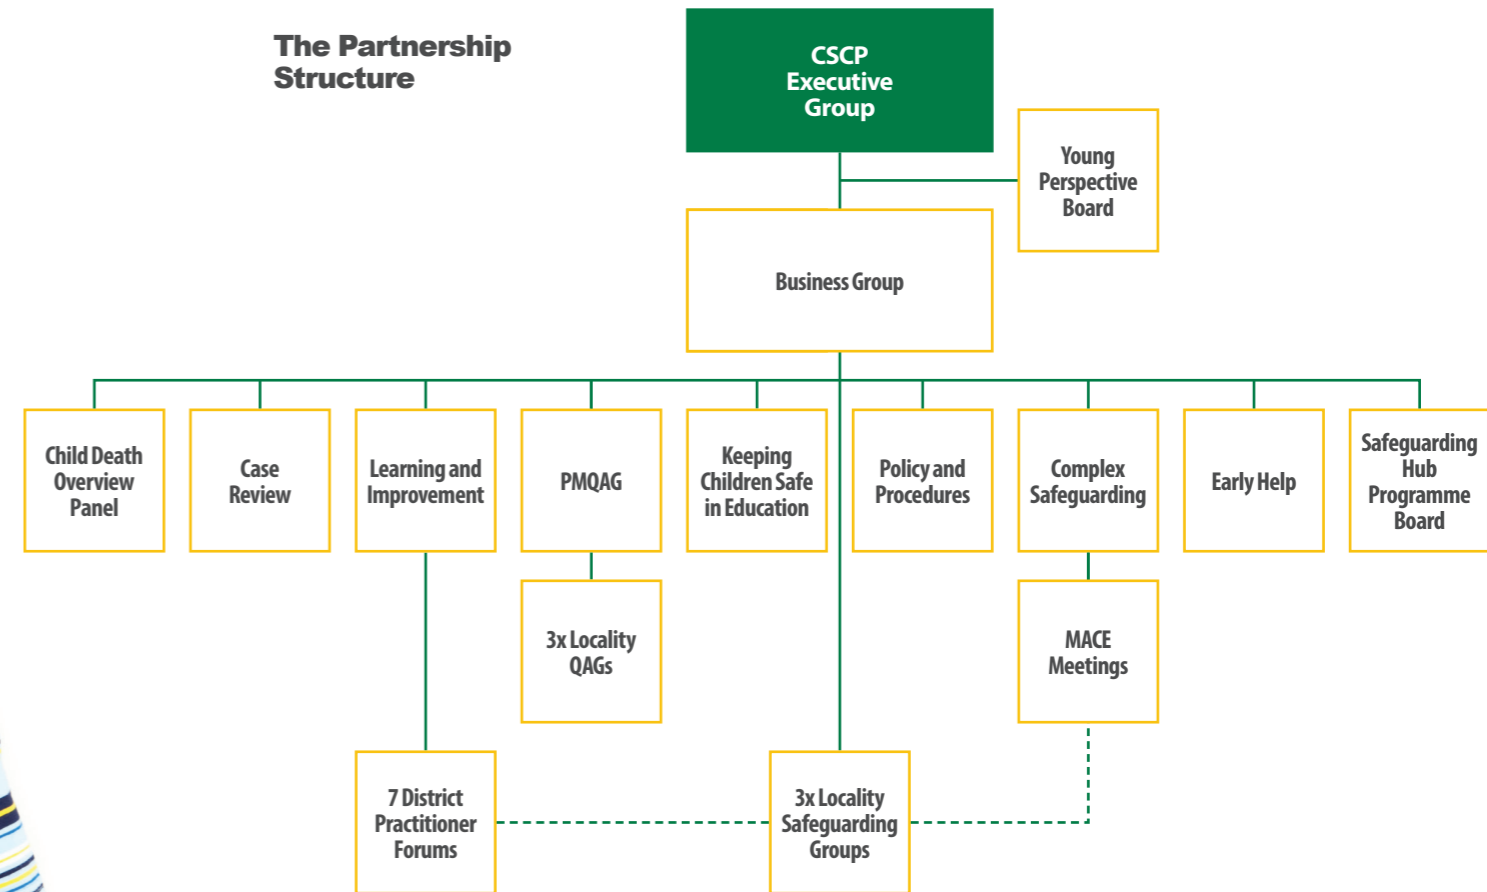 The Partnership
Structure
CSCP
Executive
Group
Young
Perspective
Board
Business Group
Child Death
Overview
Panel
Case
Review
Learning and
Improvement
PMQAG
Keeping
Children Safe
in Education
Policy and
Procedures
Complex
Safeguarding
Early Help
Safeguarding
Hub
Programme
Board
3x Locality
QAGs
MACE
Meetings
7 District
Practitioner
Forums
3x Locality
Safeguarding
Groups